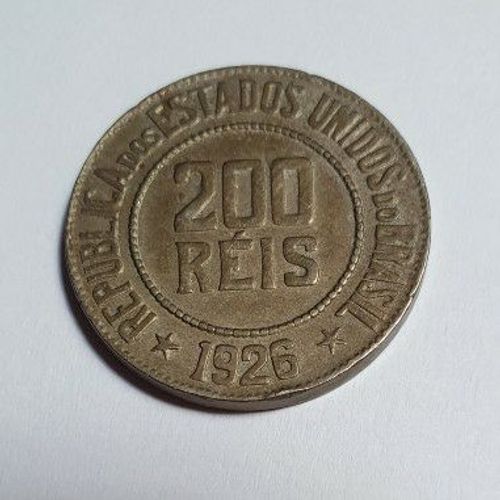 REPUBLICA DOS ESTADOS UNIDOS DO BRASIL
200
RÉIS
★ 1926 ★